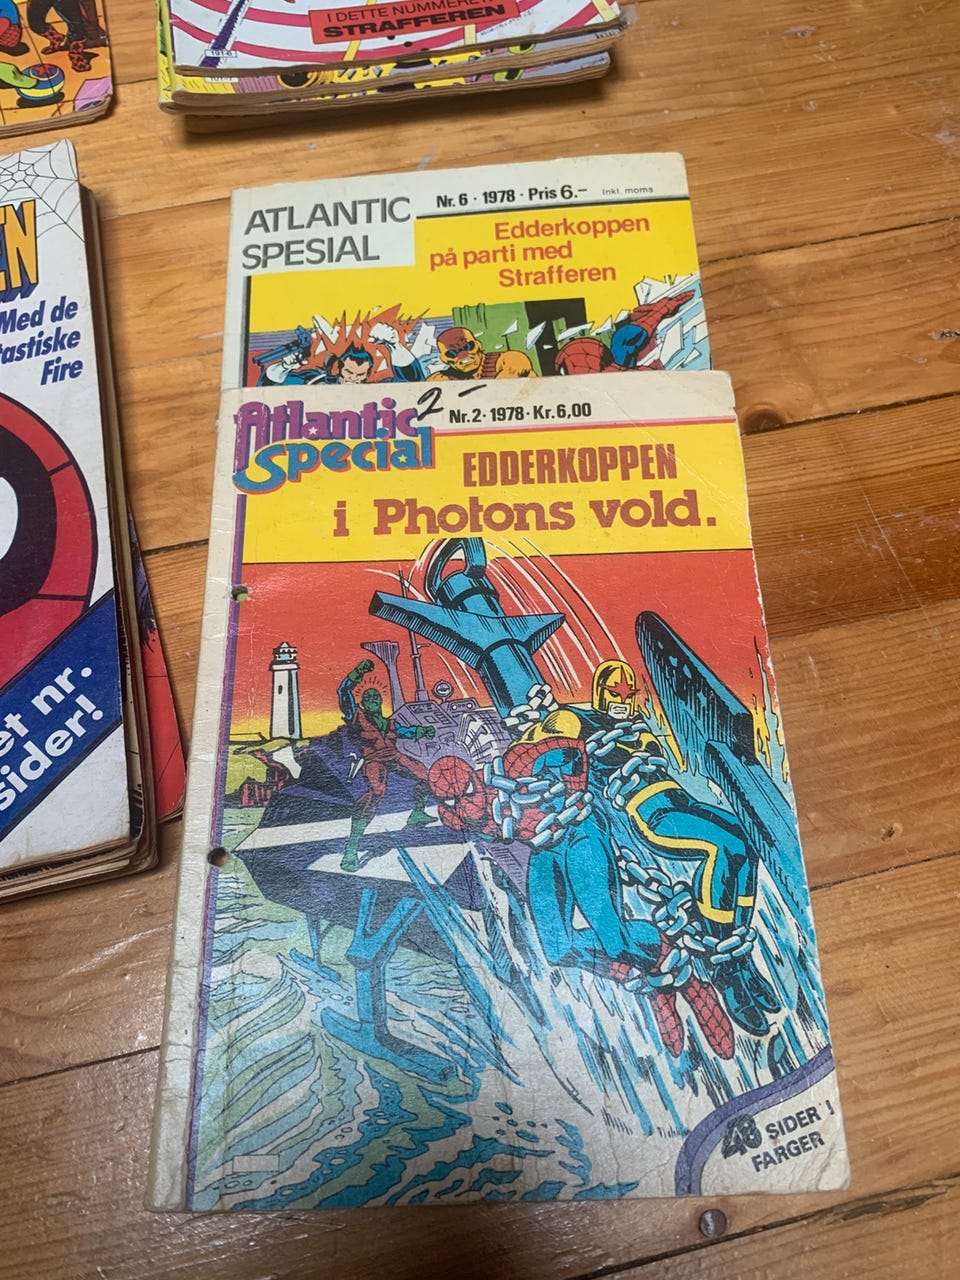 I DETTE NUMMERET:
STRAFFEREN
EN
Med de
tastiske
Fire
et nr.
sider!
ATLANTIC
SPESIAL
Nr.6 · 1978 · Pris 6.-
Inkl. moms
Edderkoppen
på parti med
Strafferen
Atlantic
Special
2-
Nr.2·1978·Kr.6,00
EDDERKOPPEN
i Photons vold.
48 SIDER I
FARGER